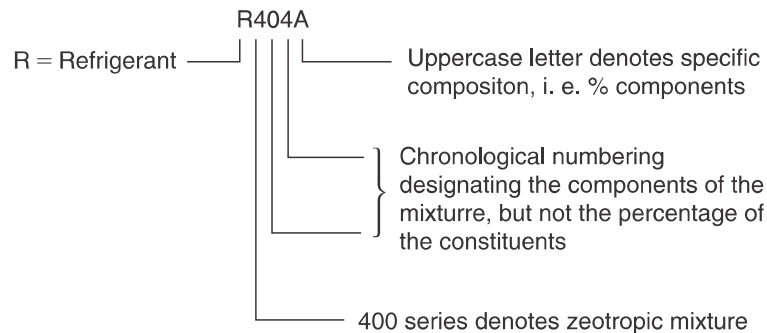 R404A
R = Refrigerant
Uppercase letter denotes specific
compositon, i. e. % components
Chronological numbering
designating the components of the
mixturre, but not the percentage of
the constituents
400 series denotes zeotropic mixture